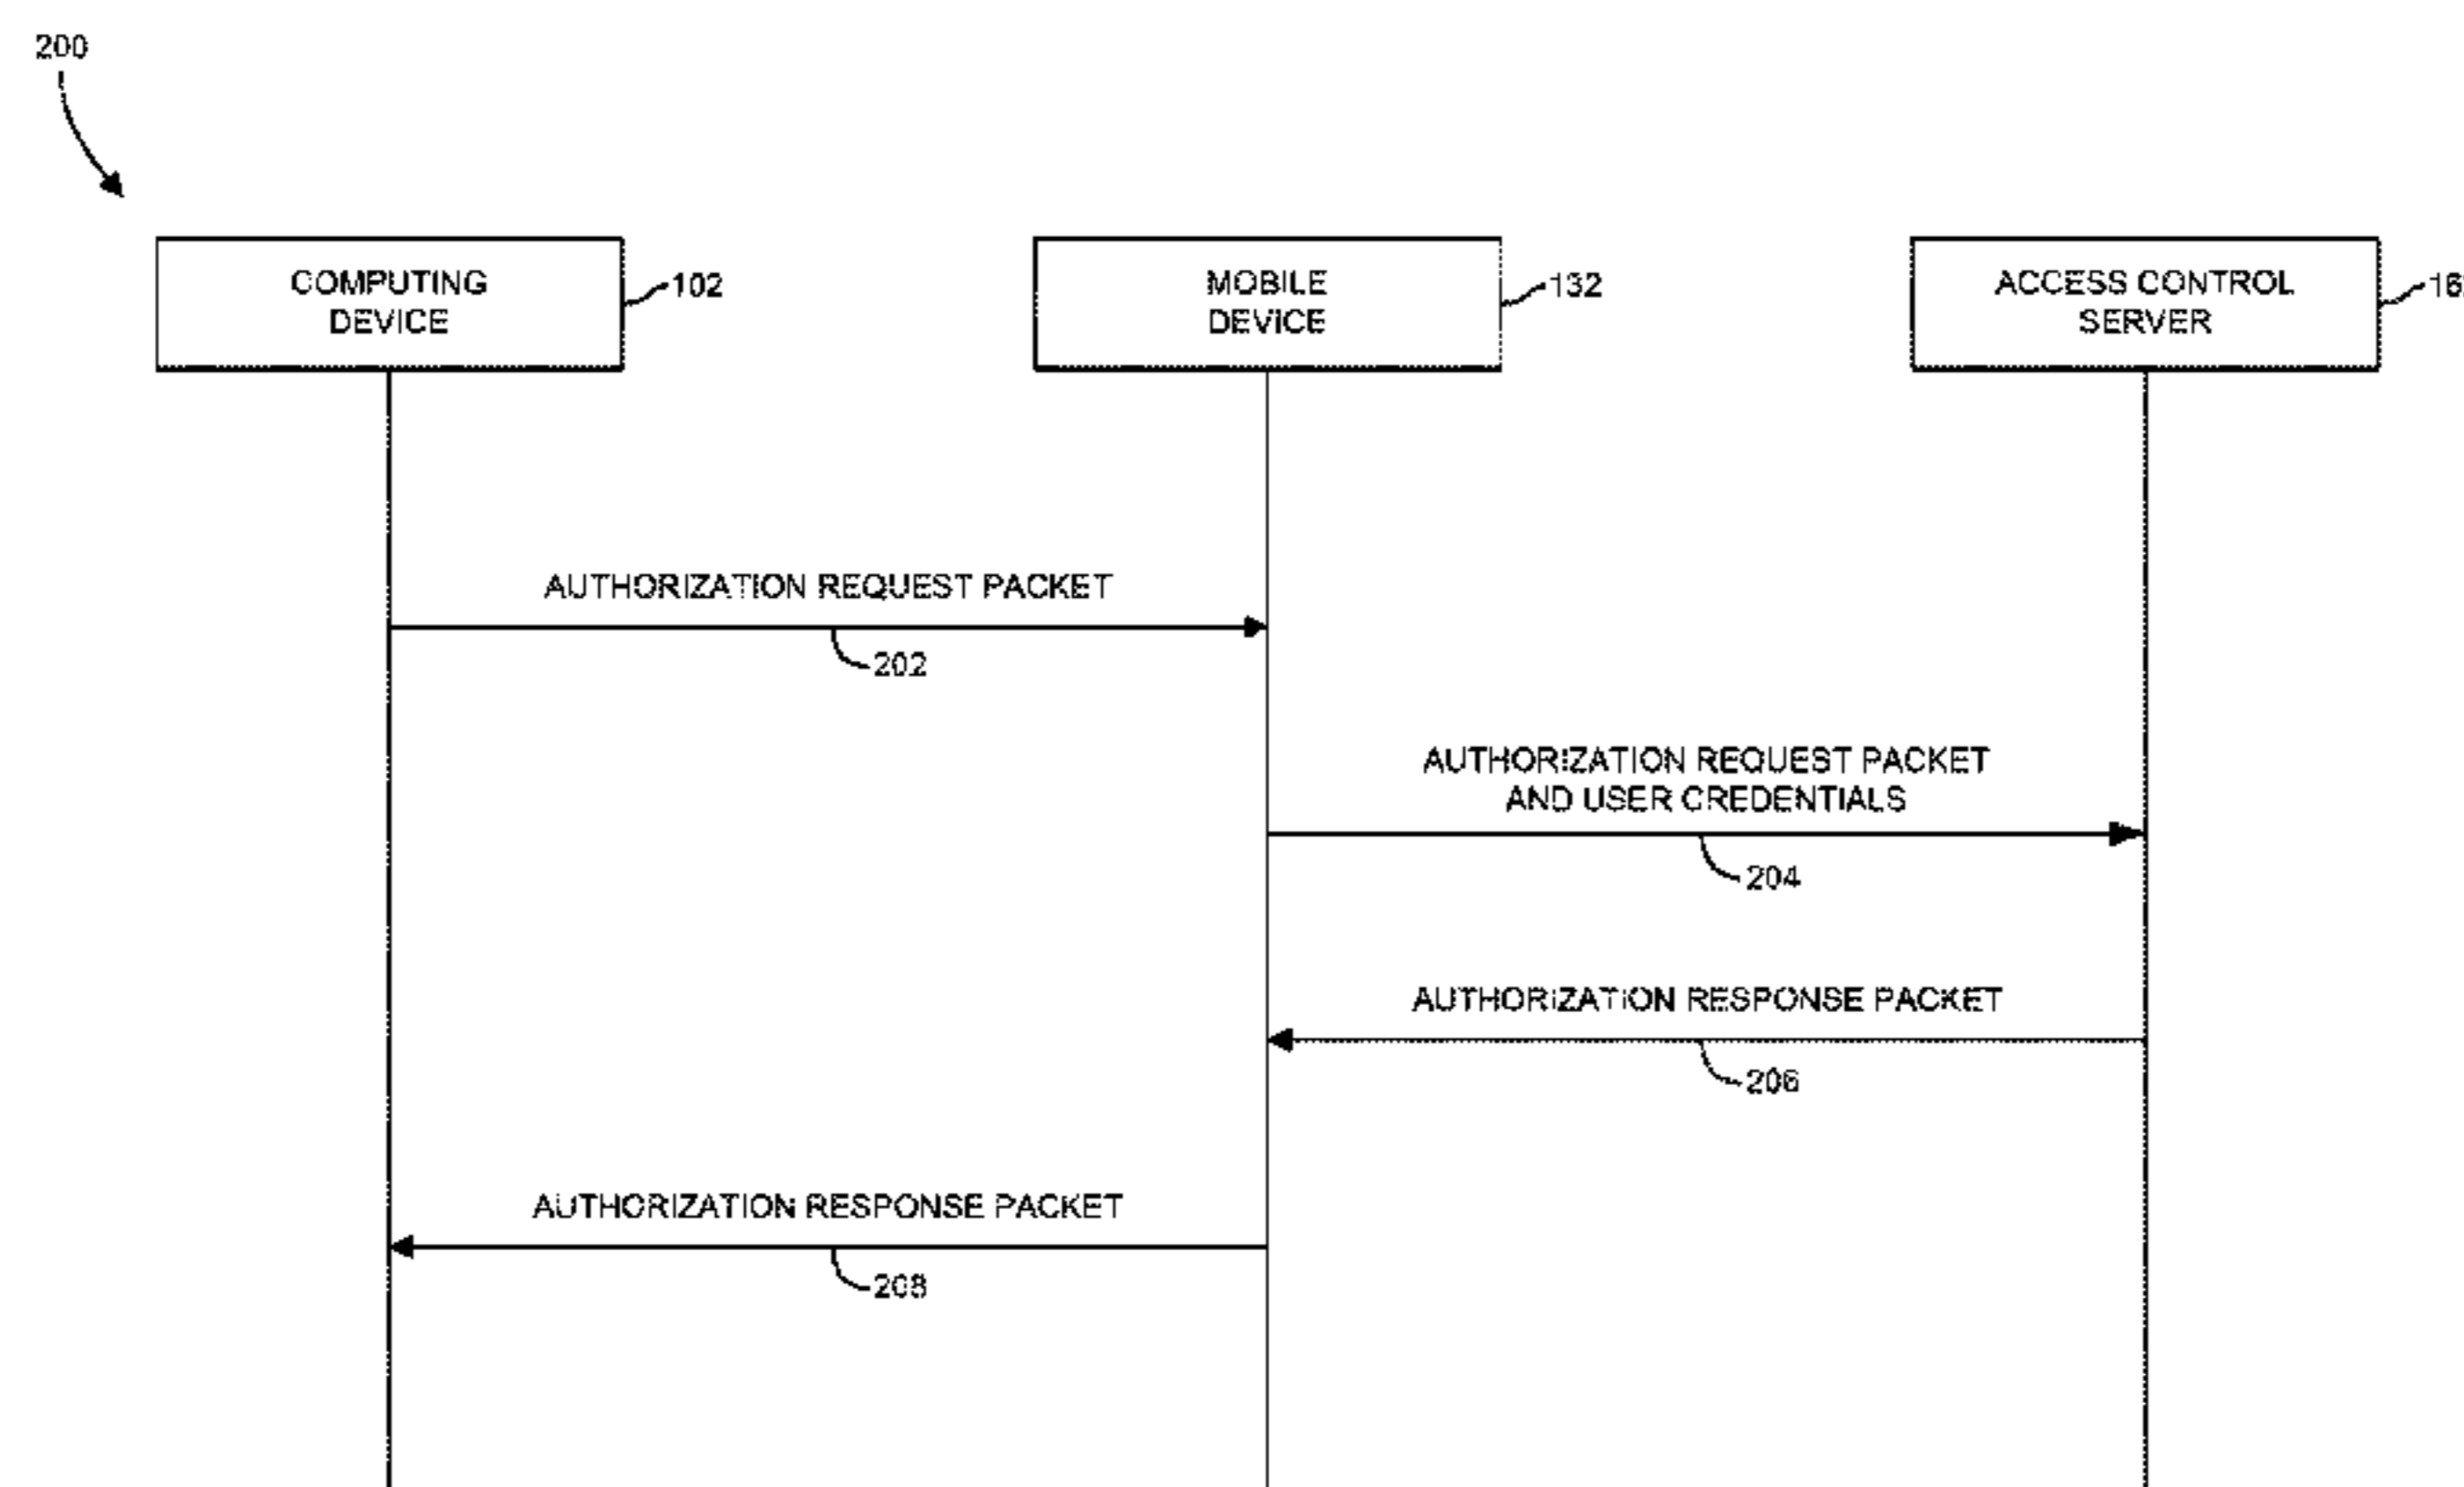 200
COMPUTING
DEVICE
102
MOBILE
DEVICE
132
ACCESS CONTROL
SERVER
16
AUTHORIZATION REQUEST PACKET
202
AUTHORIZATION REQUEST PACKET
AND USER CREDENTIALS
204
AUTHORIZATION RESPONSE PACKET
206
AUTHORIZATION RESPONSE PACKET
208